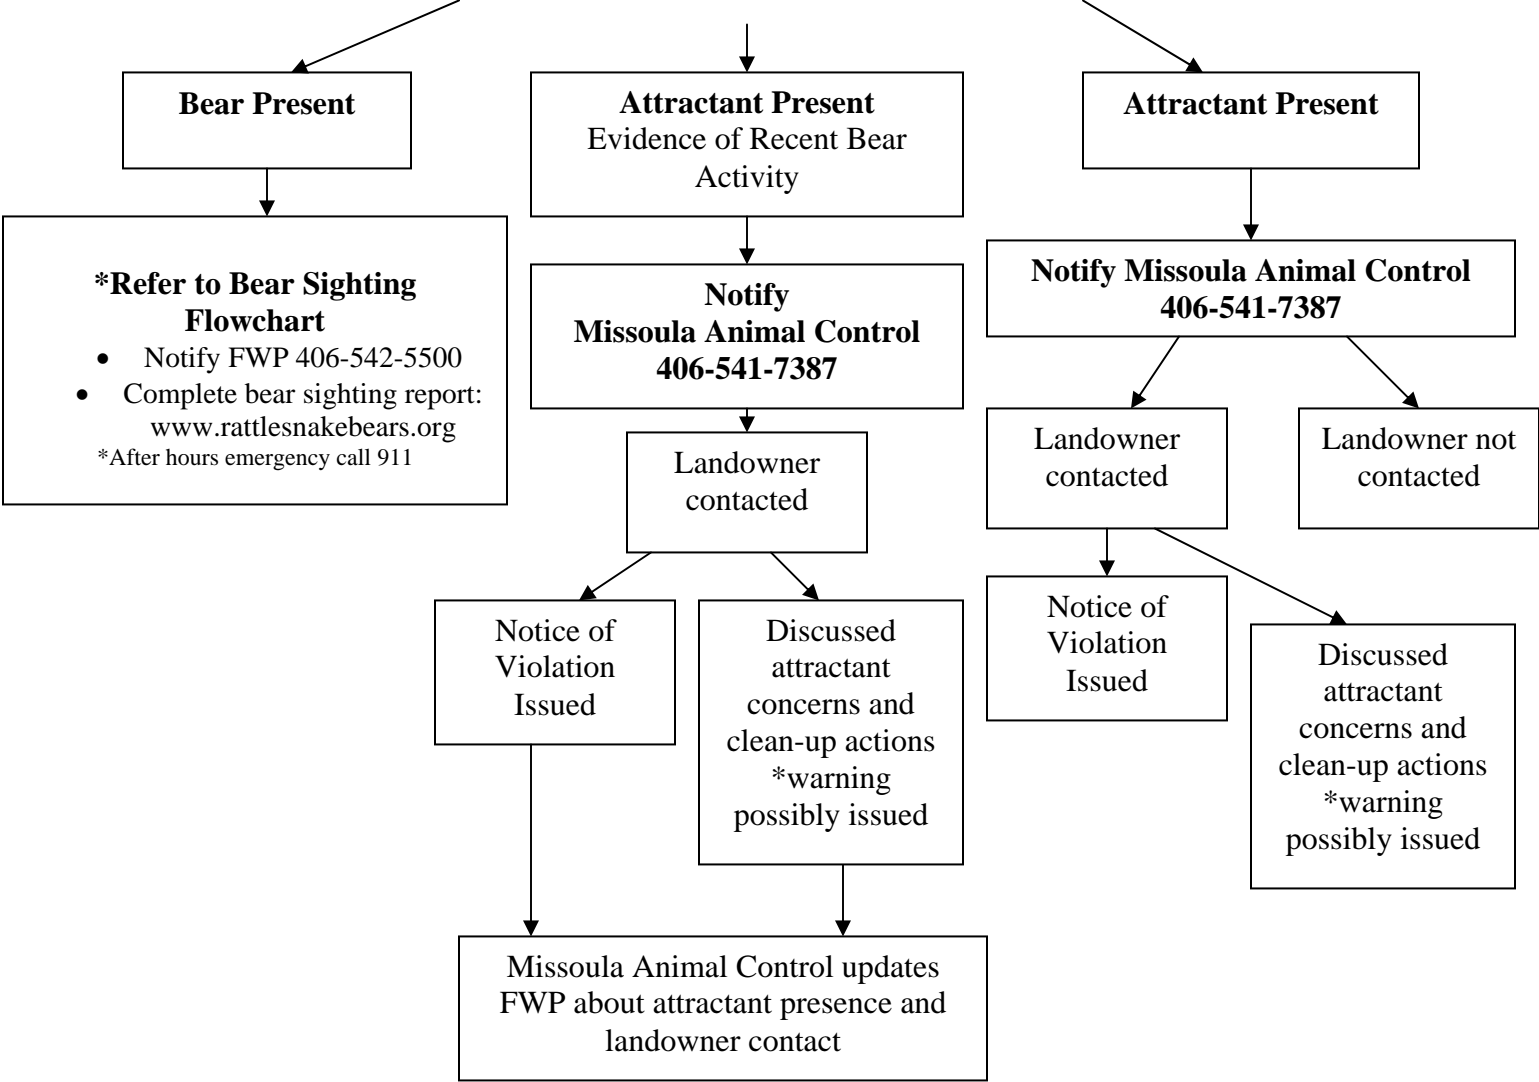 Bear Present
Attractant Present
Evidence of Recent Bear
Activity
Attractant Present
*Refer to Bear Sighting
Flowchart
• Notify FWP 406-542-5500
• Complete bear sighting report:
www.rattlesnakebears.org
*After hours emergency call 911
Notify
Missoula Animal Control
406-541-7387
Notify Missoula Animal Control
406-541-7387
Landowner
contacted
Landowner
contacted
Landowner not
contacted
Notice of
Violation
Issued
Discussed
attractant
concerns and
clean-up actions
*warning
possibly issued
Notice of
Violation
Issued
Discussed
attractant
concerns and
clean-up actions
*warning
possibly issued
Missoula Animal Control updates
FWP about attractant presence and
landowner contact